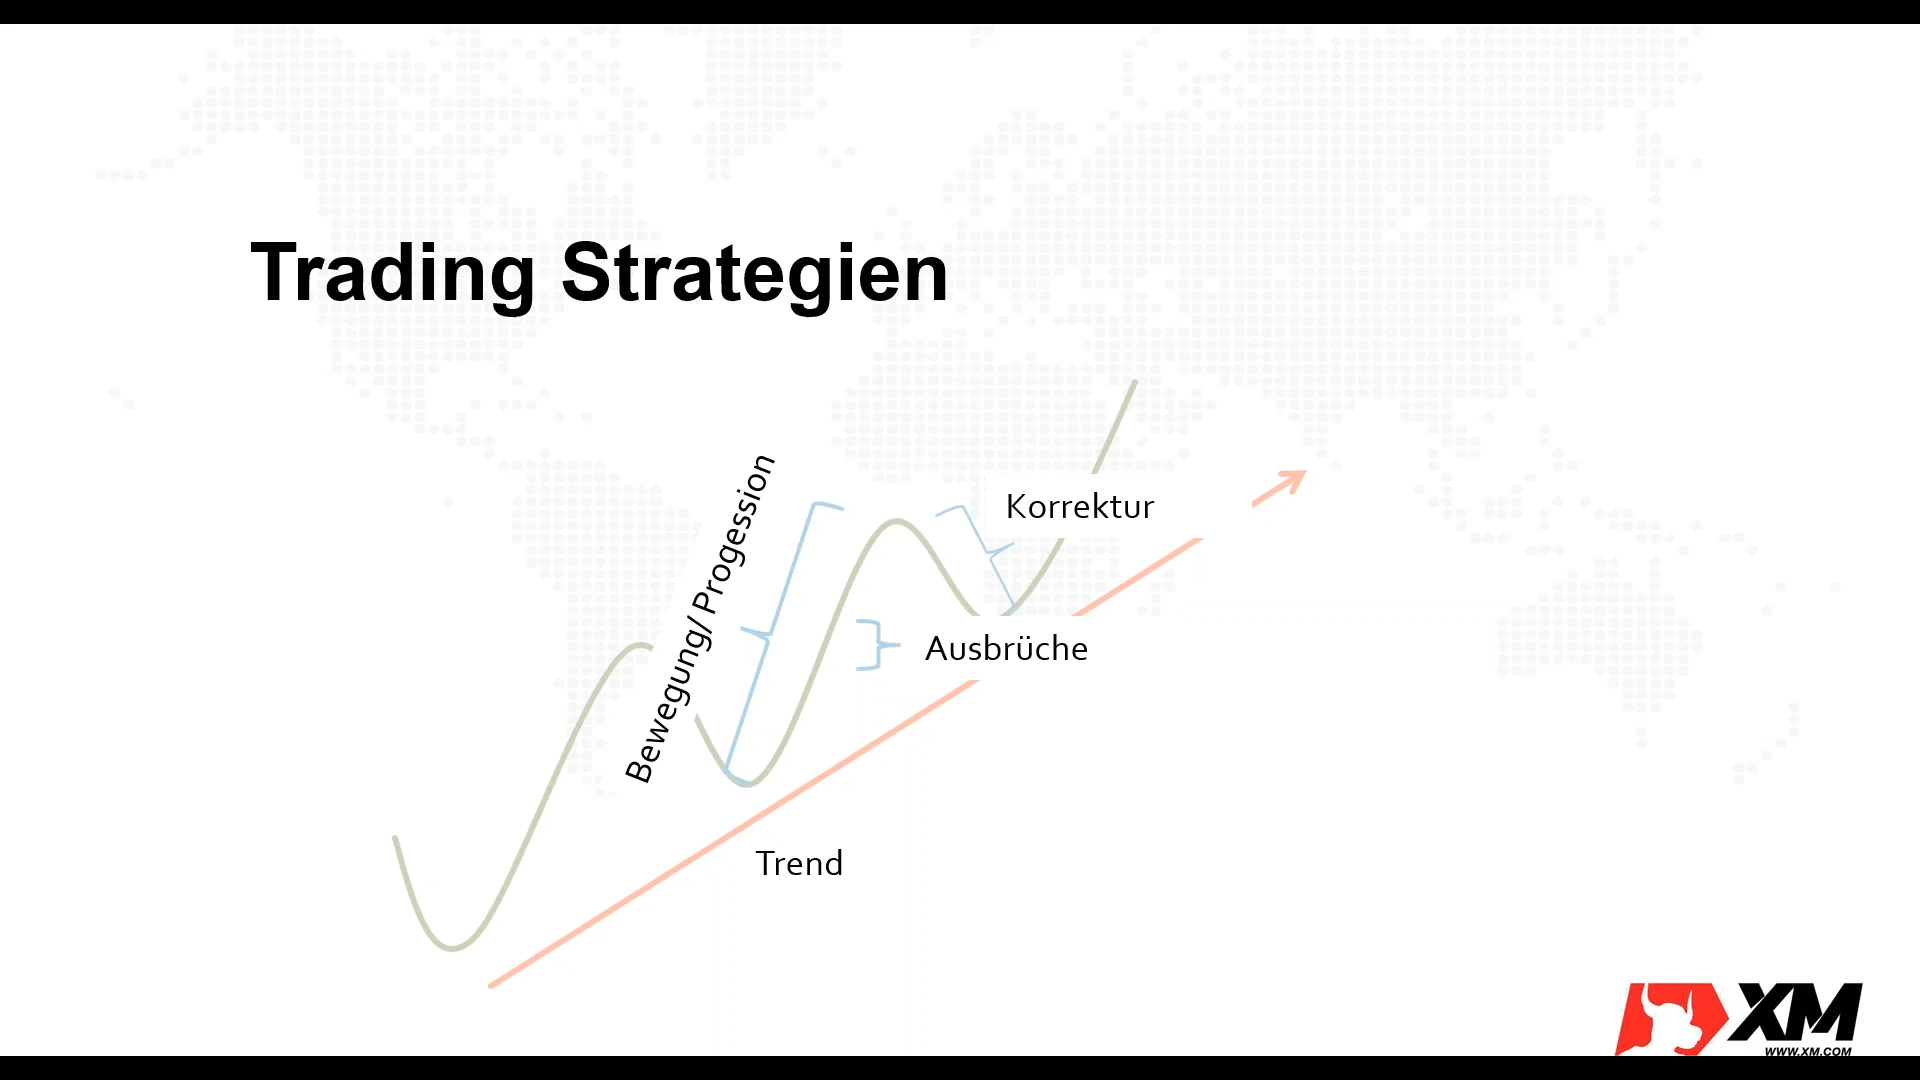 Trading Strategien
Bewegung/ Progession
Korrektur
Ausbrüche
Trend
XM
WWW.XM.COM